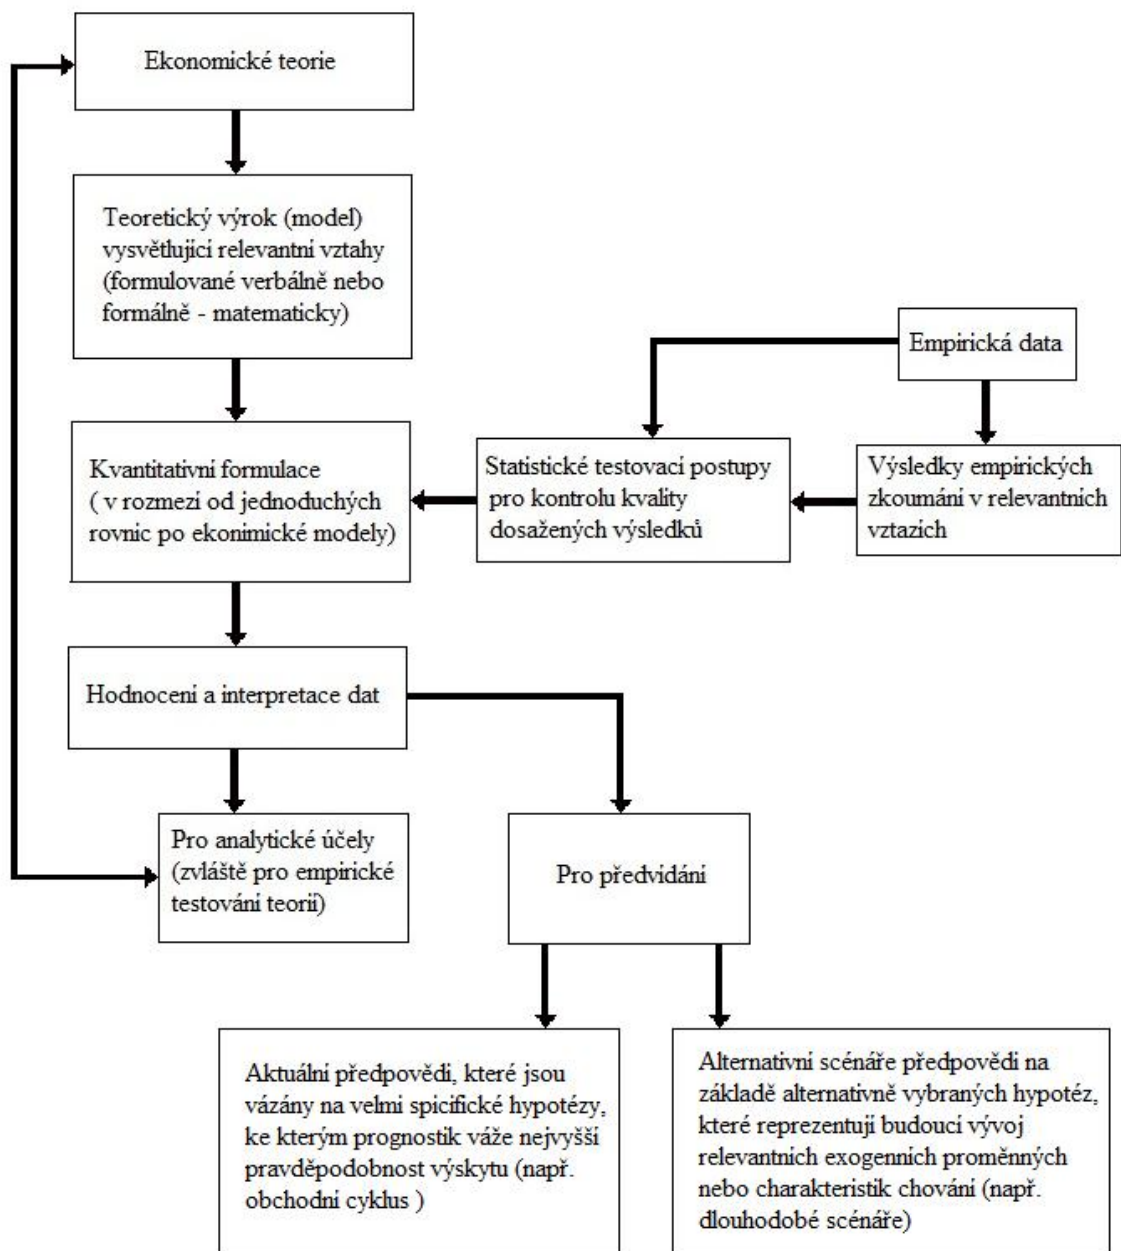 Ekonomické teorie
Teoretický výrok (model)
vysvětlující relevantní vztahy
(formulované verbálně nebo
formálně - matematicky)
Empirická data
Kvantitativní formulace
( v rozmezí od jednoduchých
rovnic po ekonimické modely)
Statistické testovací postupy
pro kontrolu kvality
dosažených výsledků
Výsledky empirických
zkoumání v relevantních
vztazích
Hodnocení a interpretace dat
Pro analytické účely
(zvláště pro empirické
testování teorií)
Pro předvídání
Aktuální předpovědi, které jsou
vázány na velmi spicifické hypotézy,
ke kterým prognostik váže nejvyšší
pravděpodobnost výskytu (např.
obchodní cyklus )
Alternativní scénáře předpovědi na
základě alternativně vybraných hypotéz,
které reprezentují budoucí vývoj
relevantních exogenních proměnných
nebo charakteristik chování (např.
dlouhodobé scénáře)